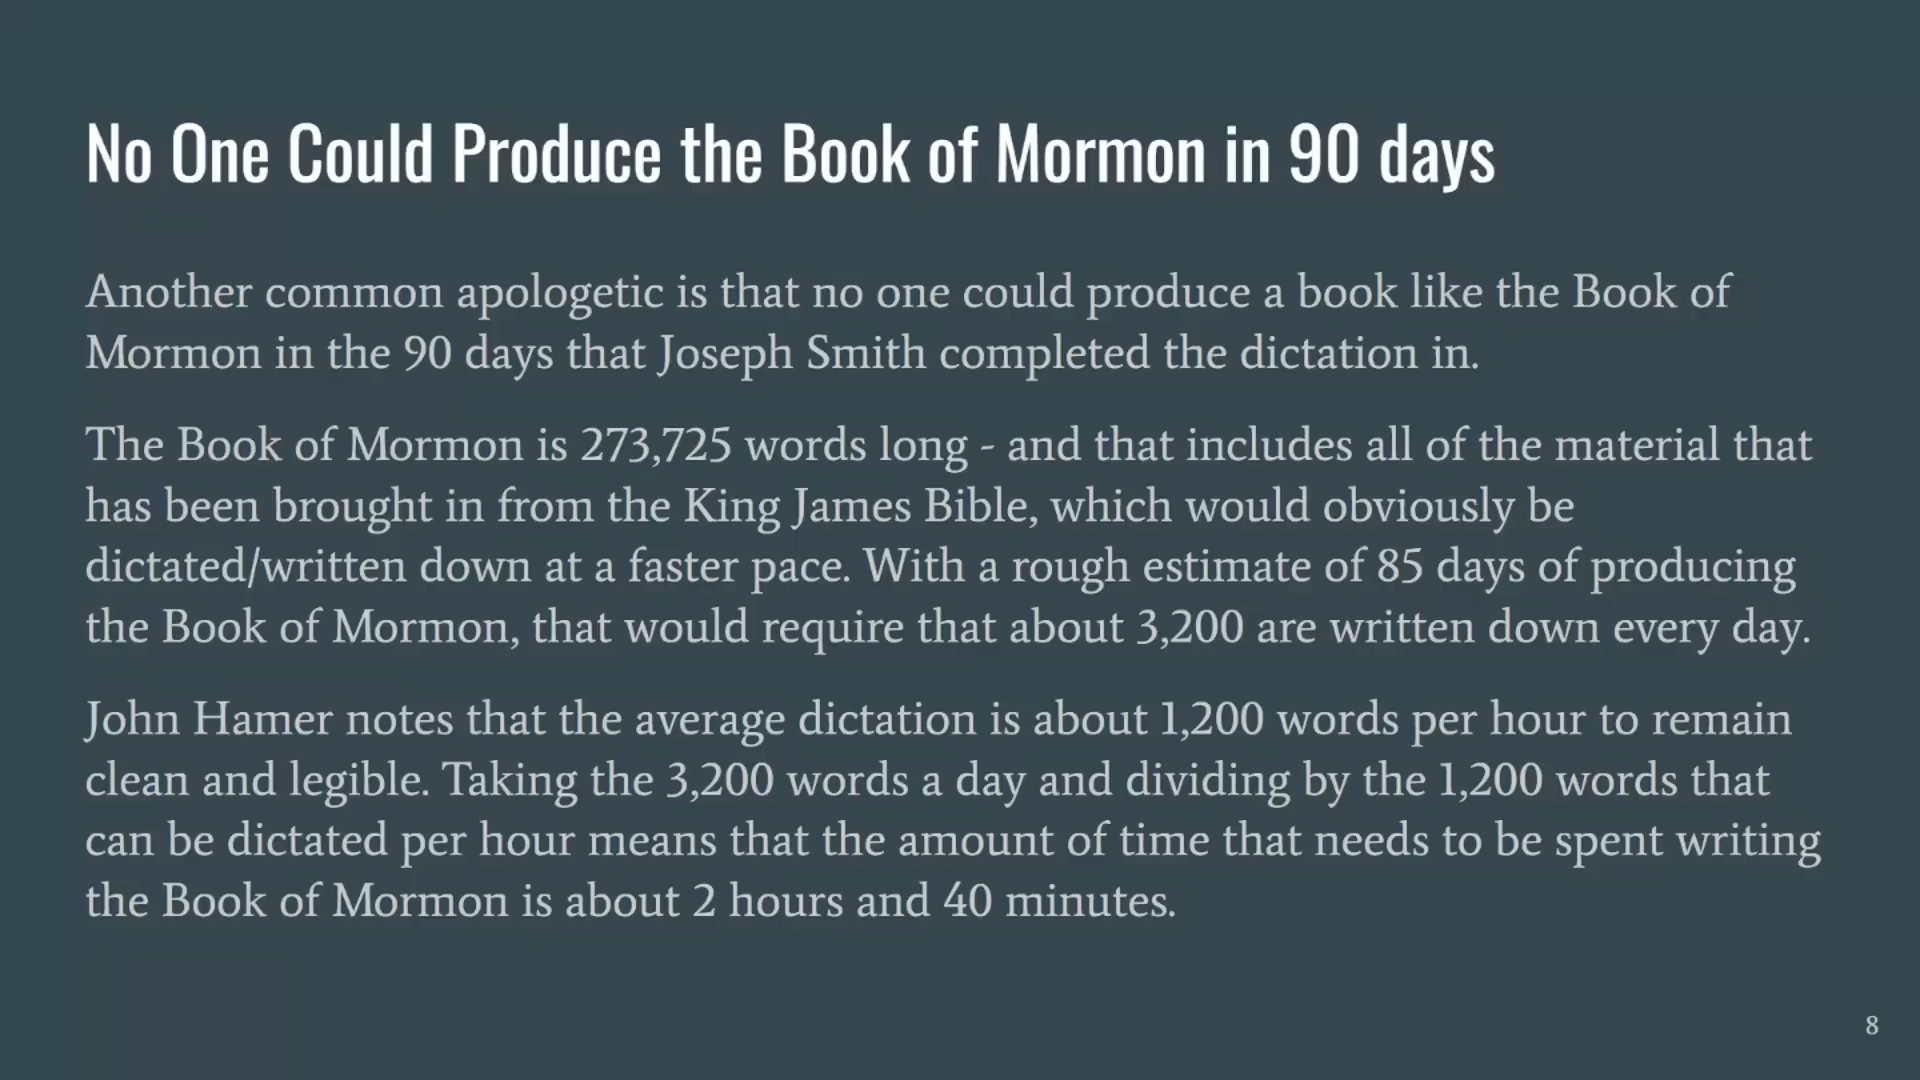 No One Could Produce the Book of Mormon in 90 days
Another common apologetic is that no one could produce a book like the Book of
Mormon in the 90 days that Joseph Smith completed the dictation in.
The Book of Mormon is 273,725 words long - and that includes all of the material that
has been brought in from the King James Bible, which would obviously be
dictated/written down at a faster pace. With a rough estimate of 85 days of producing
the Book of Mormon, that would require that about 3,200 are written down every day.
John Hamer notes that the average dictation is about 1,200 words per hour to remain
clean and legible. Taking the 3,200 words a day and dividing by the 1,200 words that
can be dictated per hour means that the amount of time that needs to be spent writing
the Book of Mormon is about 2 hours and 40 minutes.
8